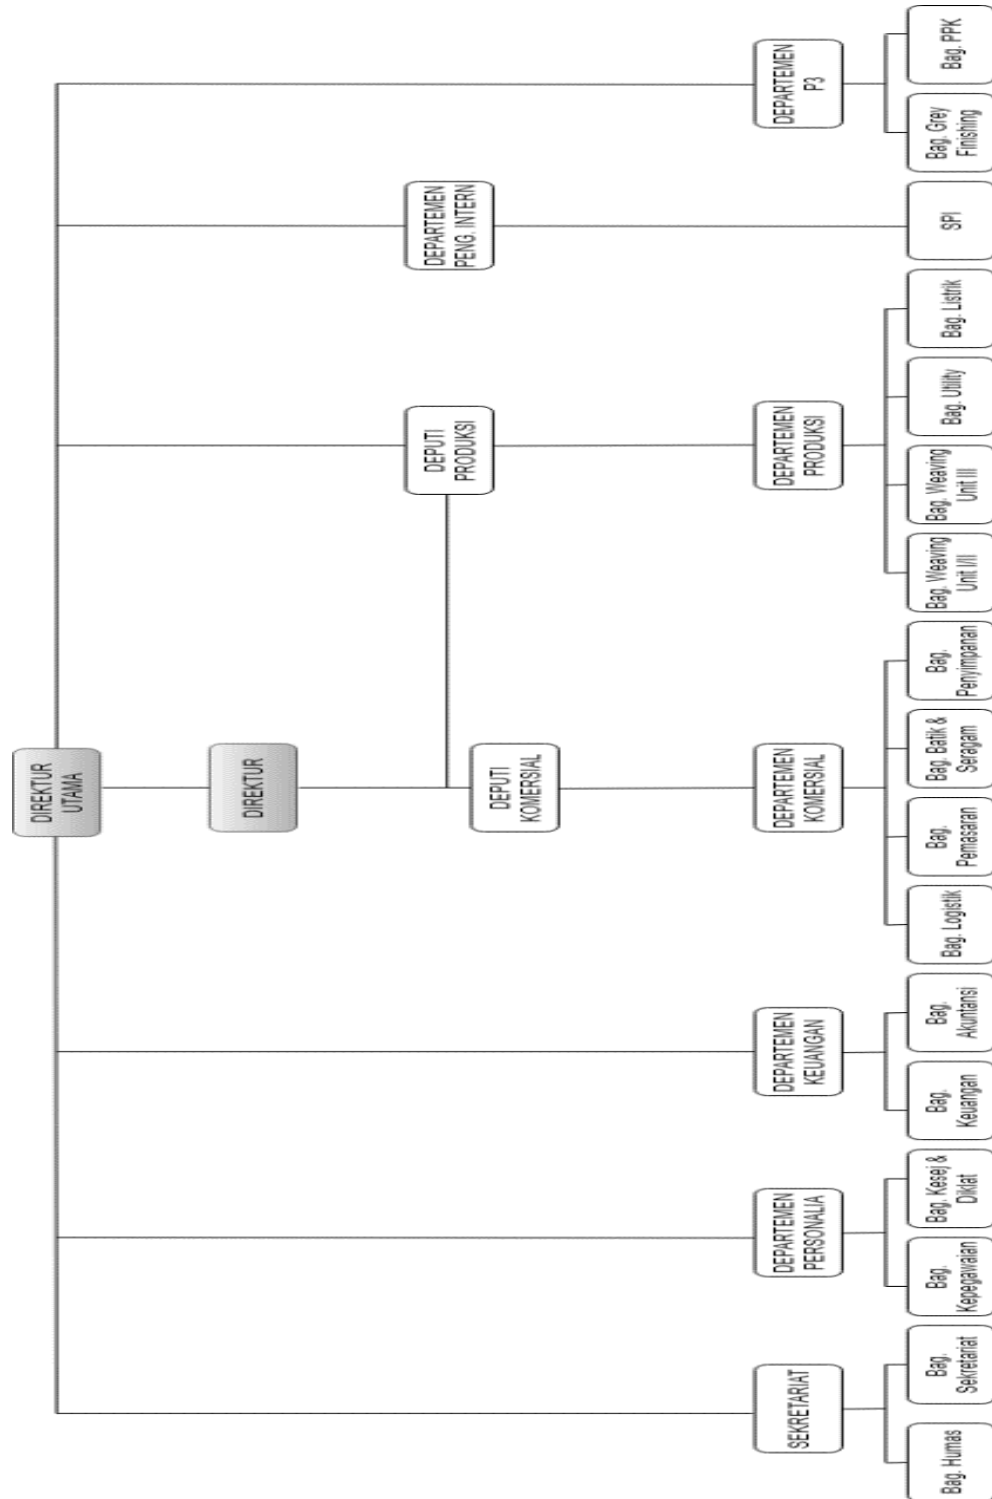 DIREKTUR
UTAMA
DIREKTUR
DEPUTI
KOMERSIAL
DEPUTI
PRODUKSI
DEPARTEMEN
PENG. INTERN
SEKRETARIAT
DEPARTEMEN
PERSONALIA
DEPARTEMEN
KEUANGAN
DEPARTEMEN
KOMERSIAL
DEPARTEMEN
PRODUKSI
DEPARTEMEN
P3
Bag. Humas
Bag.
Sekretariat
Bag.
Kepegawaian
Bag. Kesej &
Diklat
Bag.
Keuangan
Bag.
Akuntansi
Bag. Logistik
Bag.
Pemasaran
Bag. Batik &
Seragam
Bag.
Penyimpanan
Bag. Weaving
Unit I/II
Bag. Weaving
Unit III
Bag. Utility
Bag. Listrik
SPI
Bag. Grey
Finishing
Bag. PPK